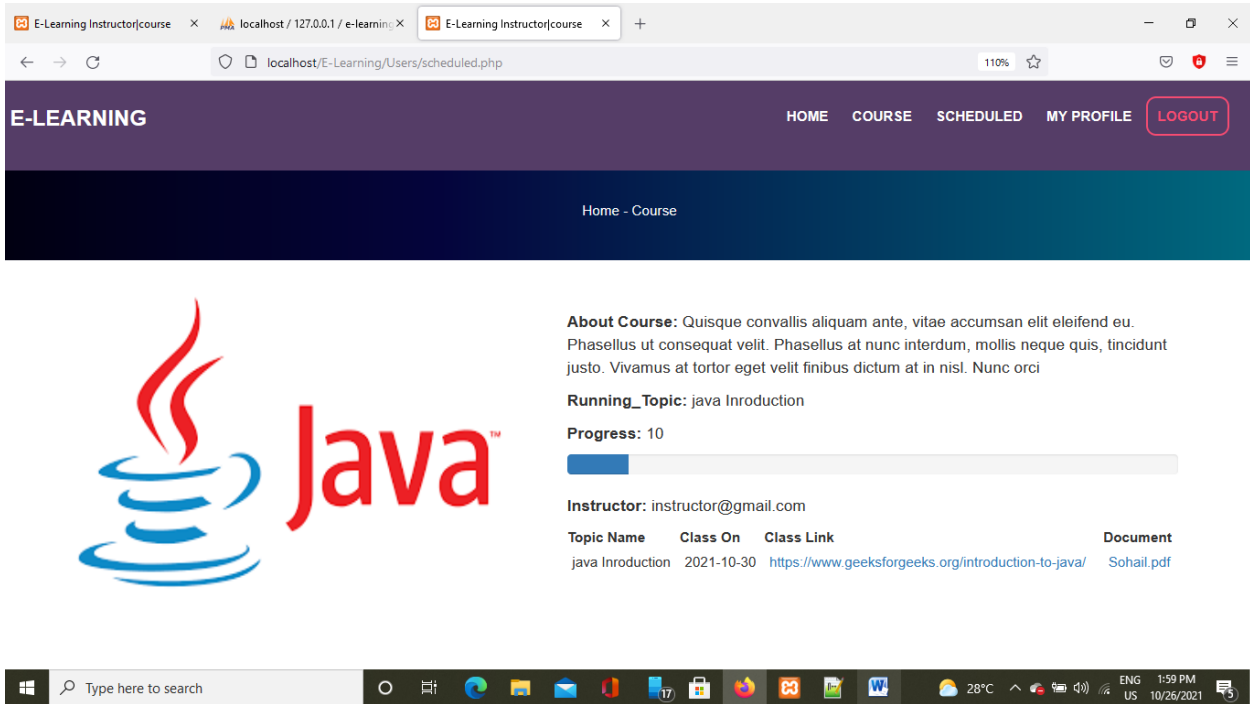 E-Learning Instructor|course
localhost / 127.0.0.1 / e-learning
E-Learning Instructor|course
localhost/E-Learning/Users/scheduled.php
110%
E-LEARNING
HOME COURSE SCHEDULED MY PROFILE LOGOUT
Home - Course
Java™
About Course: Quisque convallis aliquam ante, vitae accumsan elit eleifend eu.
Phasellus ut consequat velit. Phasellus at nunc interdum, mollis neque quis, tincidunt
justo. Vivamus at tortor eget velit finibus dictum at in nisl. Nunc orci
Running_Topic: java Inroduction
Progress: 10
Instructor: instructor@gmail.com
Topic Name Class On Class Link Document
java Inroduction 2021-10-30 https://www.geeksforgeeks.org/introduction-to-java/ Sohail.pdf
Type here to search
17
28°C
ENG
US
1:59 PM
10/26/2021
5